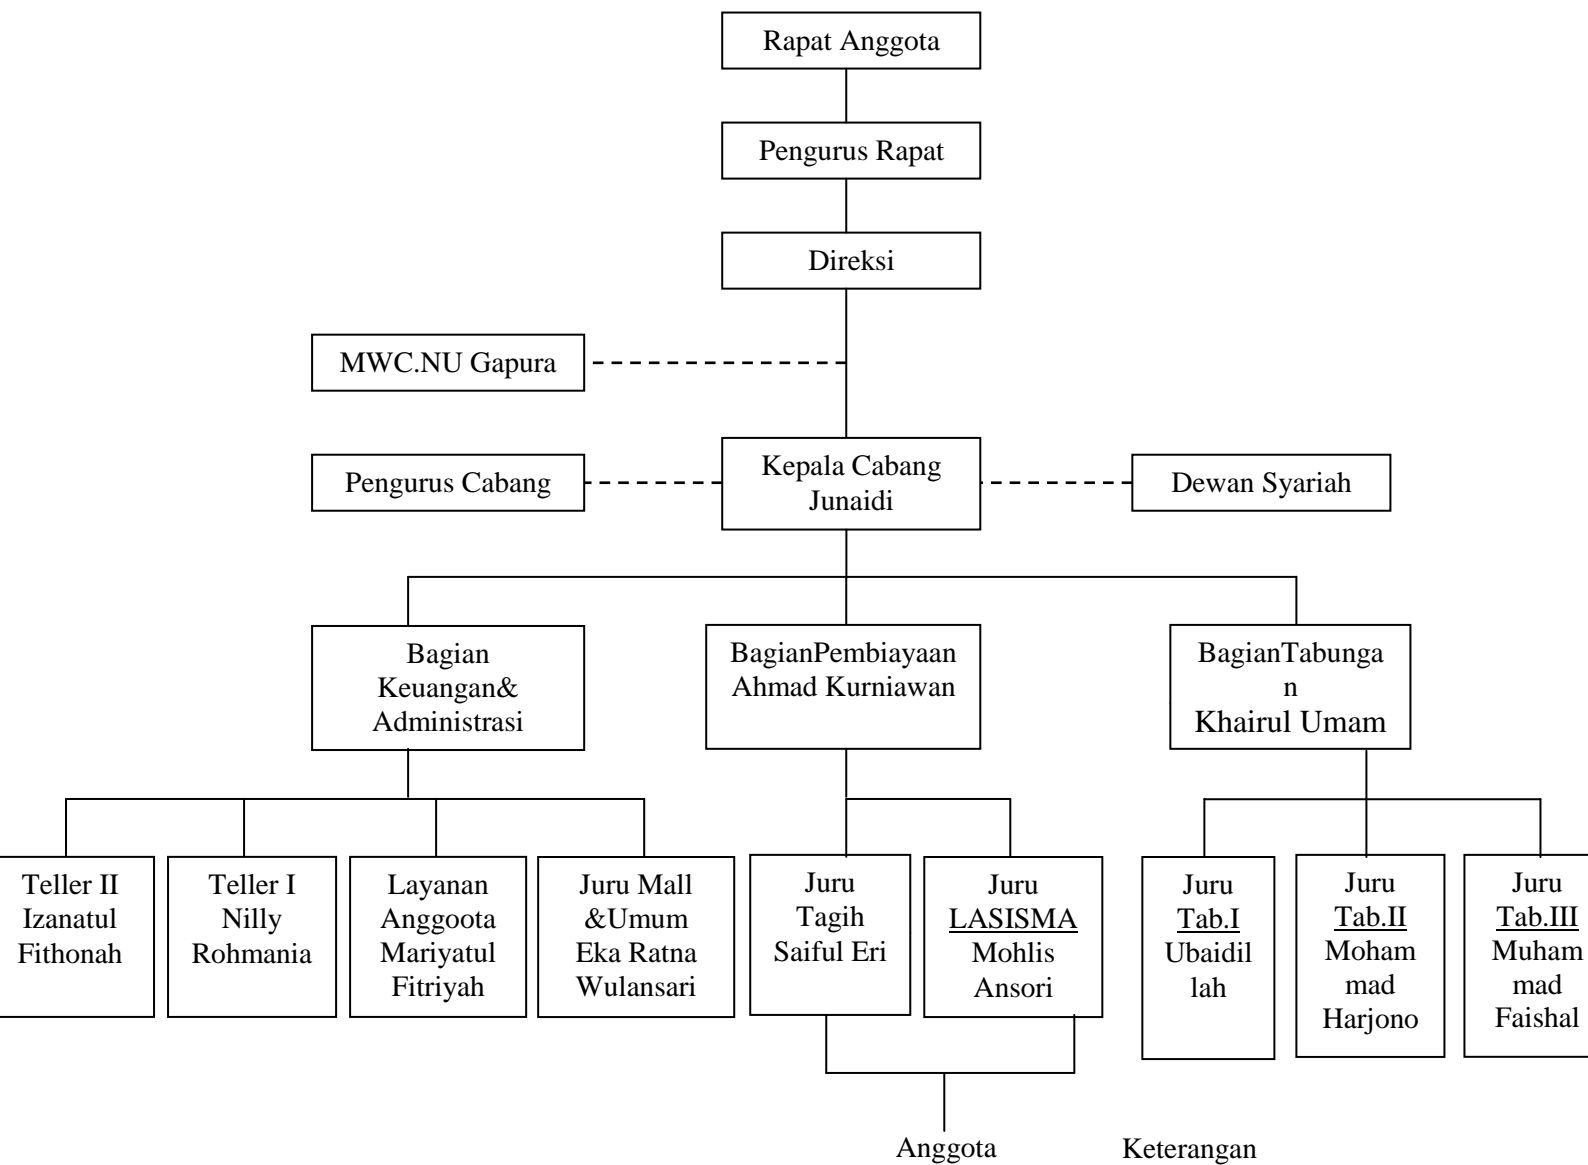 Rapat Anggota
Pengurus Rapat
Direksi
MWC.NU Gapura
Pengurus Cabang
Kepala Cabang
Junaidi
Dewan Syariah
Bagian
Keuangan&
Administrasi
BagianPembiayaan
Ahmad Kurniawan
BagianTabunga
n
Khairul Umam
Teller II
Izanatul
Fithonah
Teller I
Nilly
Rohmania
Layanan
Anggoota
Mariyatul
Fitriyah
Juru Mall
&Umum
Eka Ratna
Wulansari
Juru
Tagih
Saiful Eri
Juru
LASISMA
Mohlis
Ansori
Juru
Tab.I
Ubaidil
lah
Juru
Tab.II
Moham
mad
Harjono
Juru
Tab.III
Muham
mad
Faishal
Anggota
Keterangan